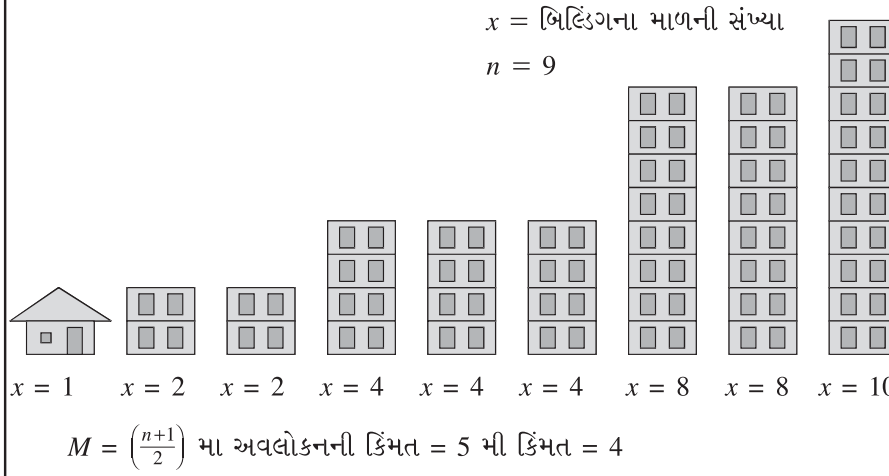 x = બિલ્ડિંગના માળની સંખ્યા
n = 9
x = 1 x = 2 x = 2 x = 4 x = 4 x = 4 x = 8 x = 8 x = 10
M = (n+1/2) મા અવલોકનની કિંમત = 5 મી કિંમત = 4